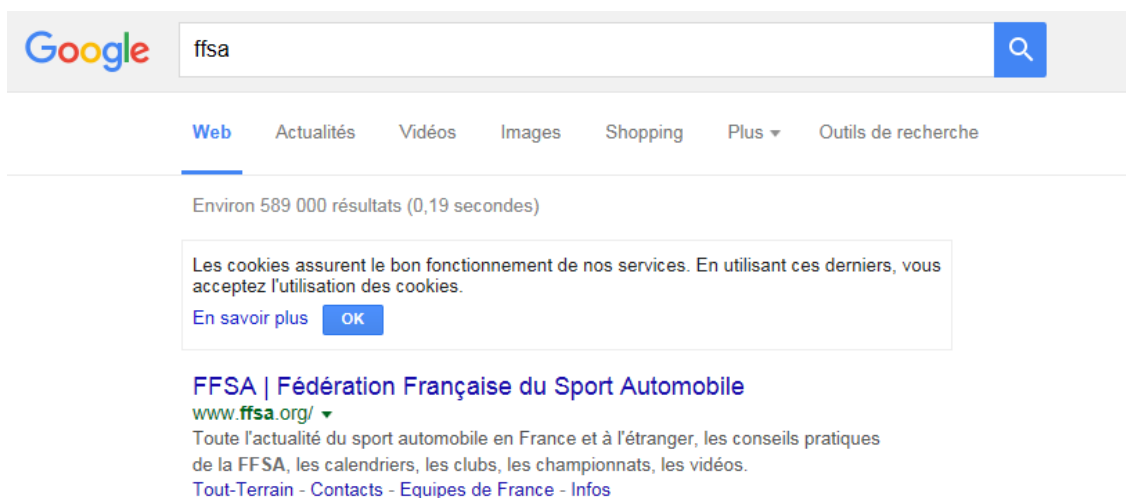 Google
ffsa
Web Actualités Vidéos Images Shopping Plus Outils de recherche
Environ 589 000 résultats (0,19 secondes)
Les cookies assurent le bon fonctionnement de nos services. En utilisant ces derniers, vous
acceptez l'utilisation des cookies.
En savoir plus OK
FFSA | Fédération Française du Sport Automobile
www.ffsa.org/
Toute l'actualité du sport automobile en France et à l'étranger, les conseils pratiques
de la FFSA, les calendriers, les clubs, les championnats, les vidéos.
Tout-Terrain - Contacts - Equipes de France - Infos